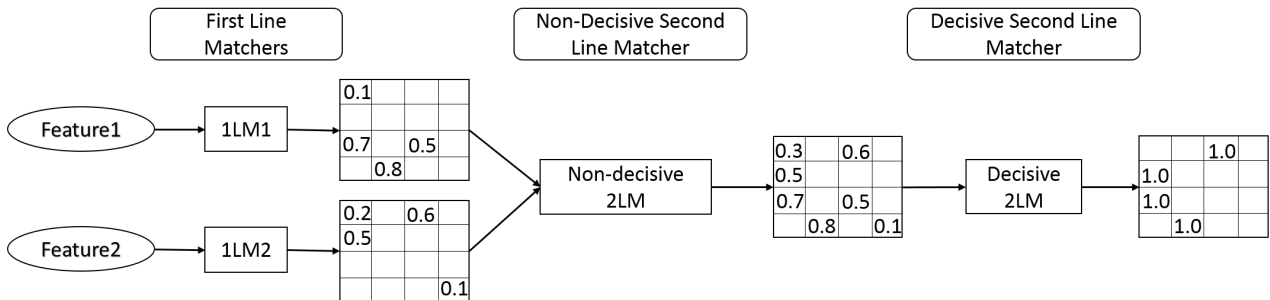 First Line
Matchers
Non-Decisive Second
Line Matcher
Decisive Second Line
Matcher
Feature1
1LM1
0.1
0.7 0.5
0.8
Feature2
1LM2
0.2 0.6
0.5
0.1
Non-decisive
2LM
0.3 0.6
0.5
0.7 0.5
0.8 0.1
Decisive
2LM
1.0
1.0
1.0
1.0